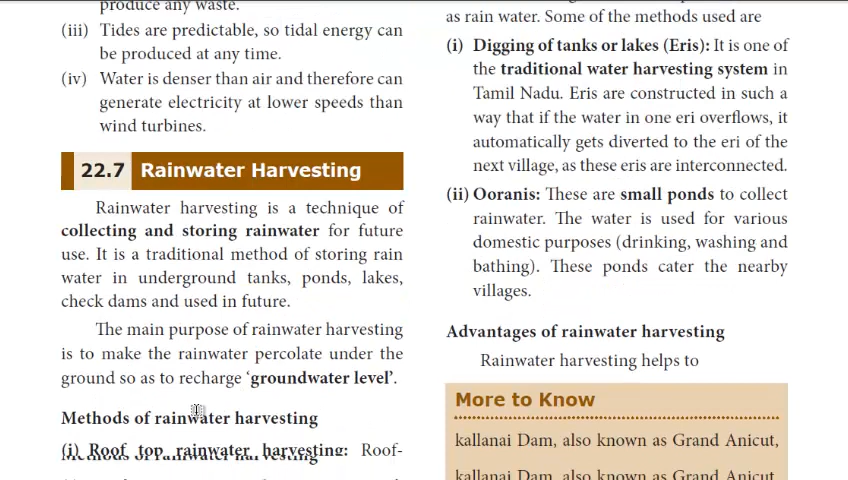 produce any waste.
(iii) Tides are predictable, so tidal energy can
be produced at any time.
(iv) Water is denser than air and therefore can
generate electricity at lower speeds than
wind turbines.
22.7 Rainwater Harvesting
Rainwater harvesting is a technique of
collecting and storing rainwater for future
use. It is a traditional method of storing rain
water in underground tanks, ponds, lakes,
check dams and used in future.
The main purpose of rainwater harvesting
is to make the rainwater percolate under the
ground so as to recharge ‘groundwater level’.
Methods of rainwater harvesting
(i) Roof top rainwater harvesting: Roof-
as rain water. Some of the methods used are
(i) Digging of tanks or lakes (Eris): It is one of
the traditional water harvesting system in
Tamil Nadu. Eris are constructed in such a
way that if the water in one eri overflows, it
automatically gets diverted to the eri of the
next village, as these eris are interconnected.
(ii) Ooranis: These are small ponds to collect
rainwater. The water is used for various
domestic purposes (drinking, washing and
bathing). These ponds cater the nearby
villages.
Advantages of rainwater harvesting
Rainwater harvesting helps to
More to Know
kallanai Dam, also known as Grand Anicut,
kallanai Dam, also known as Grand Anicut,